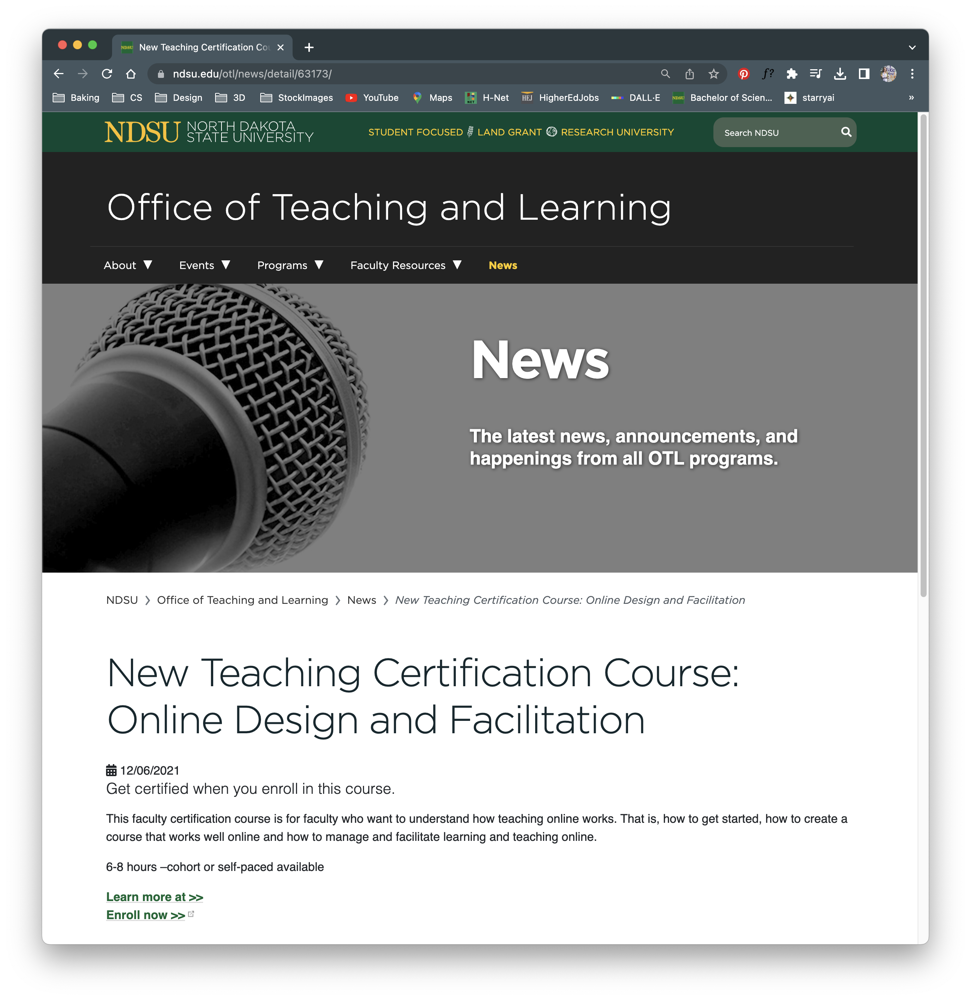 NDSU New Teaching Certification Cou
ndsu.edu/otl/news/detail/63173/
f?
Baking CS Design 3D StockImages YouTube Maps NET H-Net HEJ HigherEdJobs DALL·E NDSU Bachelor of Scien... starryai »
NDSU NORTH DAKOTA
STATE UNIVERSITY
STUDENT FOCUSED LAND GRANT RESEARCH UNIVERSITY
Search NDSU
Office of Teaching and Learning
About ▼ Events ▼ Programs ▼ Faculty Resources ▼ News
News
The latest news, announcements, and
happenings from all OTL programs.
NDSU > Office of Teaching and Learning > News > New Teaching Certification Course: Online Design and Facilitation
New Teaching Certification Course:
Online Design and Facilitation
12/06/2021
Get certified when you enroll in this course.
This faculty certification course is for faculty who want to understand how teaching online works. That is, how to get started, how to create a
course that works well online and how to manage and facilitate learning and teaching online.
6-8 hours –cohort or self-paced available
Learn more at >>
Enroll now >>